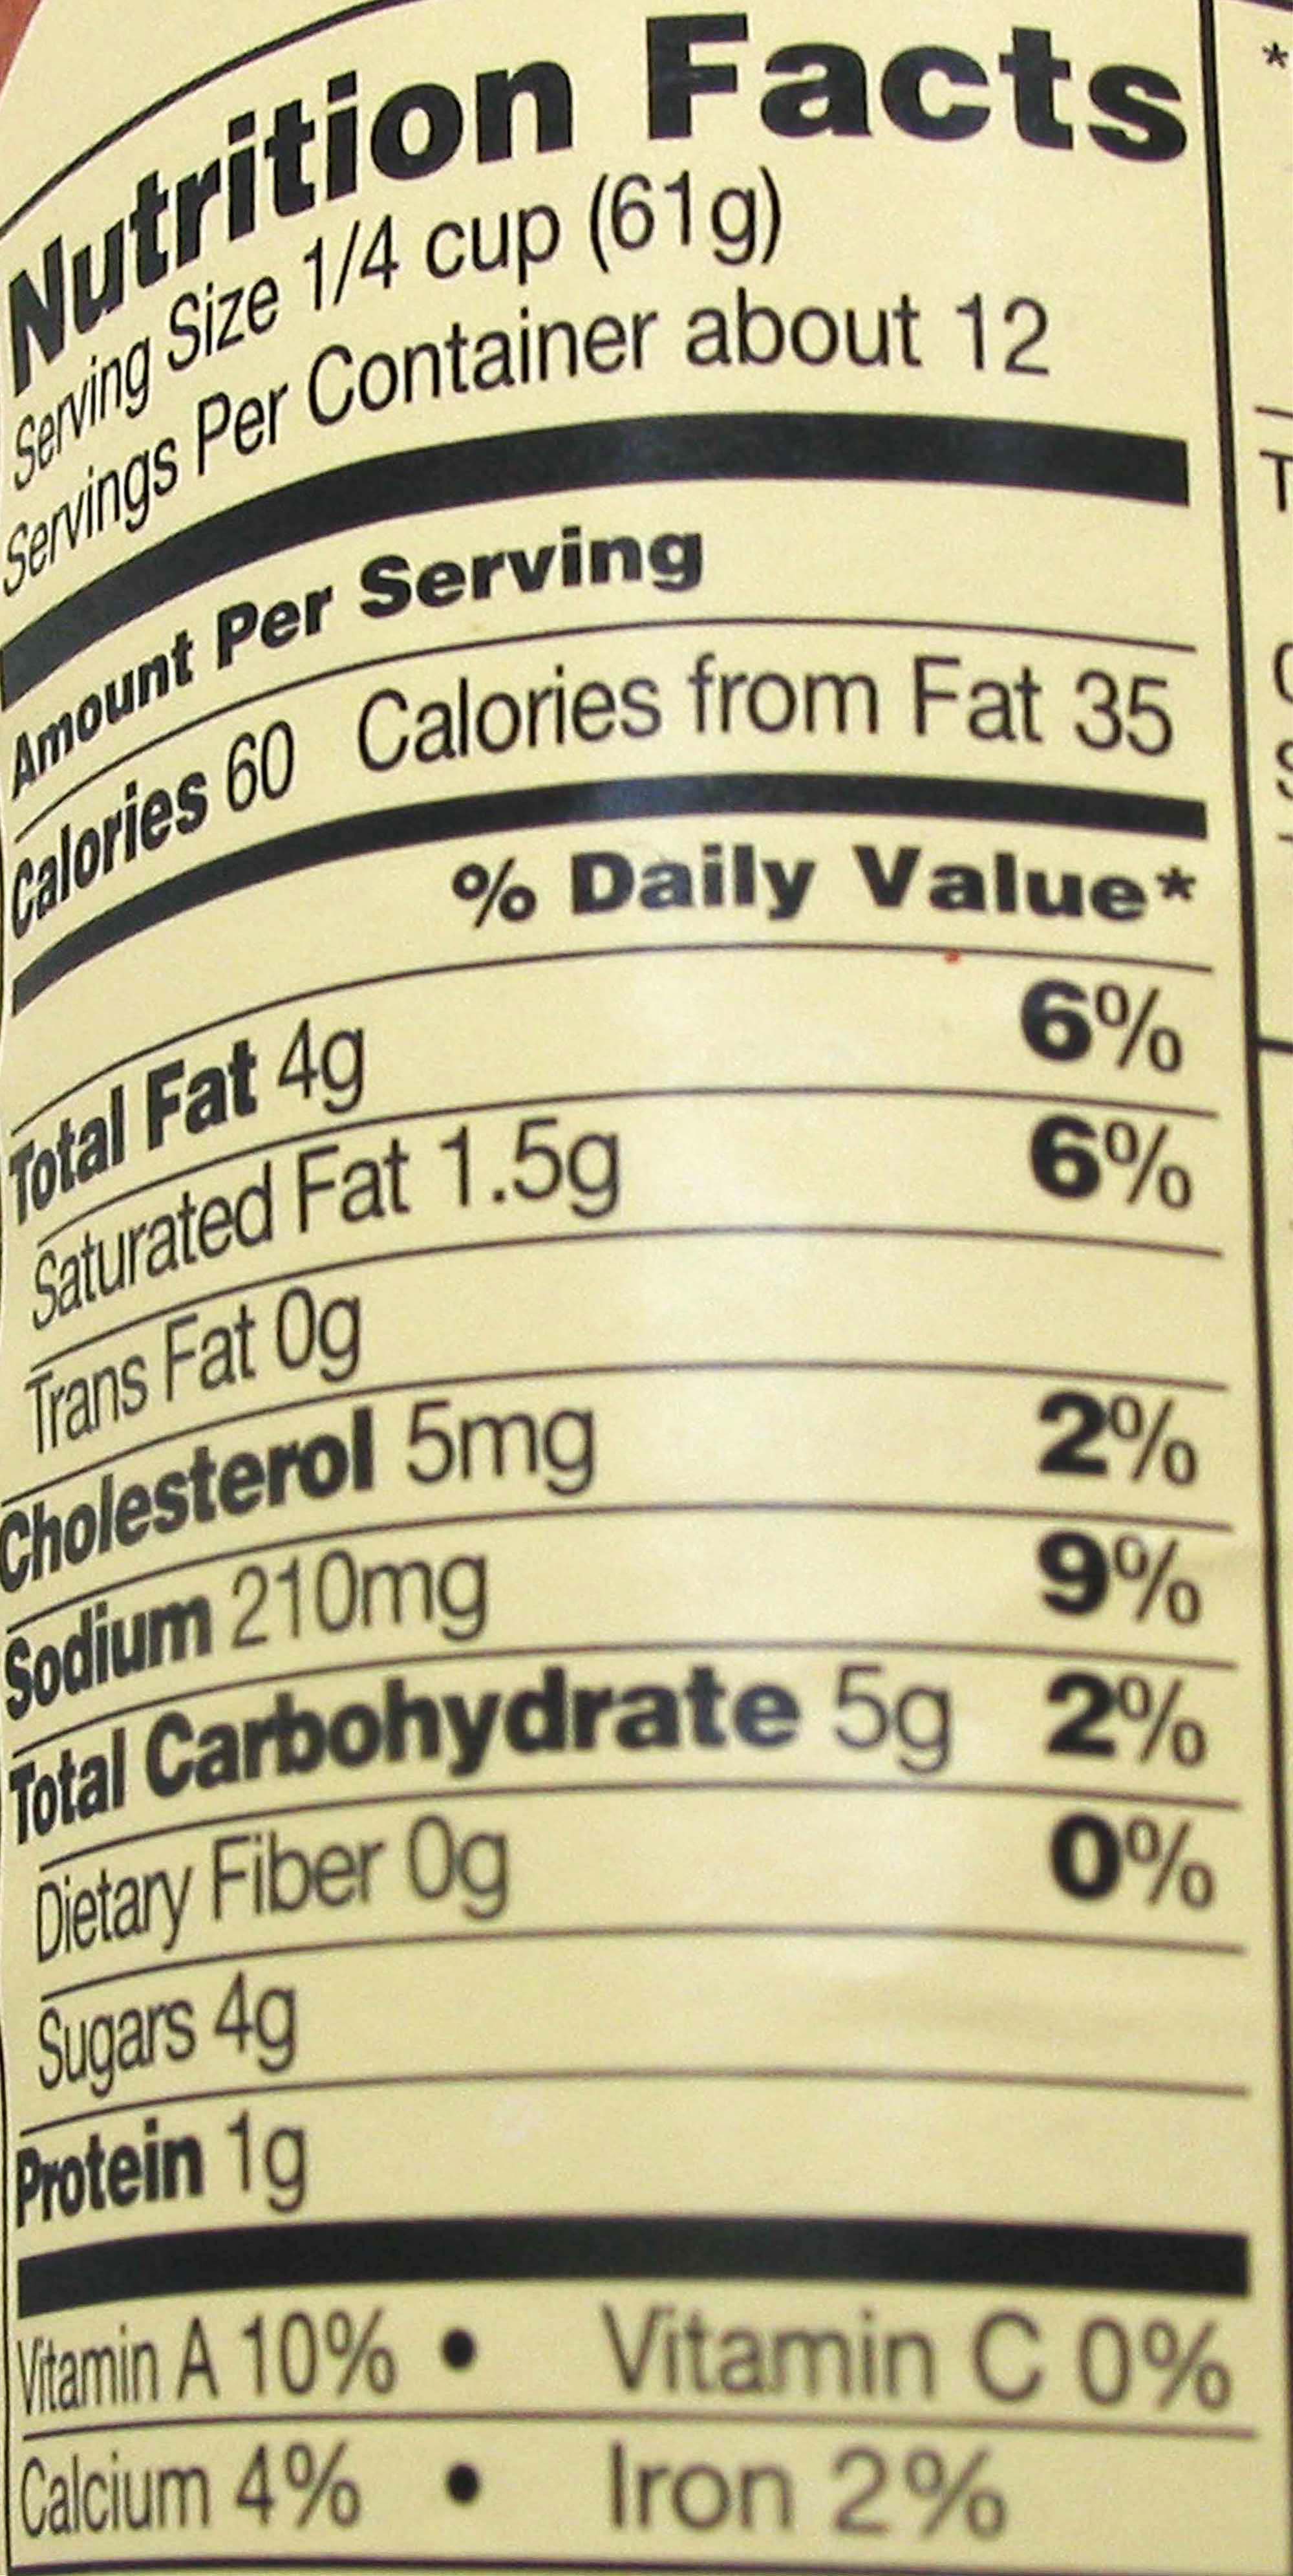 Nutrition Facts
Serving Size 1/4 cup (61g)
Servings Per Container about 12
Amount Per Serving
Calories 60 Calories from Fat 35
% Daily Value*
Total Fat 4g 6%
Saturated Fat 1.5g 6%
Trans Fat 0g
Cholesterol 5mg 2%
Sodium 210mg 9%
Total Carbohydrate 5g 2%
Dietary Fiber 0g 0%
Sugars 4g
Protein 1g
Vitamin A 10% • Vitamin C 0%
Calcium 4% • Iron 2%
*